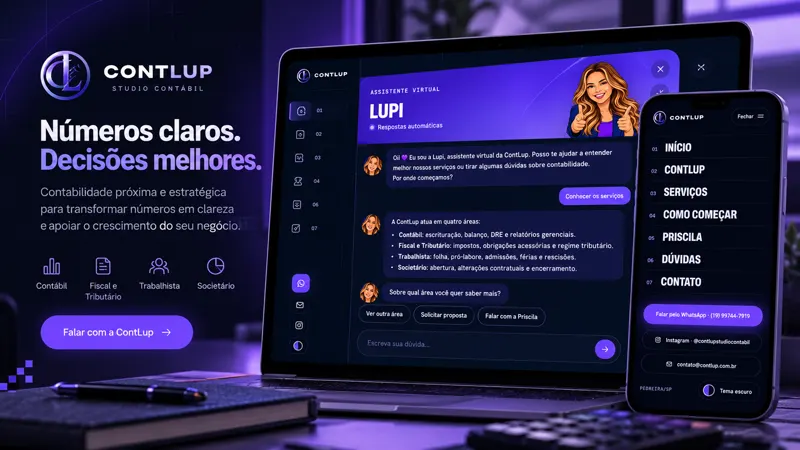 CONTLUP
STUDIO CONTÁBIL
Números claros.
Decisões melhores.
Contabilidade próxima e estratégica
para transformar números em clareza
e apoiar o crescimento do seu negócio.
Contábil
Fiscal e
Tributário
Trabalhista
Societário
Falar com a ContLup →
CONTLUP
01
02
03
04
06
07
ASSISTENTE VIRTUAL
LUPI
Respostas automáticas
Oi! 💜 Eu sou a Lupi, assistente virtual da ContLup. Posso te ajudar a entender
melhor nossos serviços ou tirar algumas dúvidas sobre contabilidade.
Por onde começamos?
Conhecer os serviços
A ContLup atua em quatro áreas:
• Contábil: escrituração, balanço, DRE e relatórios gerenciais.
• Fiscal e Tributário: impostos, obrigações acessórias e regime tributário.
• Trabalhista: folha, pró-labore, admissões, férias e rescisões.
• Societário: abertura, alterações contratuais e encerramento.
Sobre qual área você quer saber mais?
Ver outra área
Solicitar proposta
Falar com a Priscila
Escreva sua dúvida...
CONTLUP
Fechar
01 INÍCIO
02 CONTLUP
03 SERVIÇOS
04 COMO COMEÇAR
05 PRISCILA
06 DÚVIDAS
07 CONTATO
Falar pelo WhatsApp · (19) 99744-7919
Instagram · @contlupstudiocontabil
contato@contlup.com.br
PEDREIRA/SP
Tema escuro